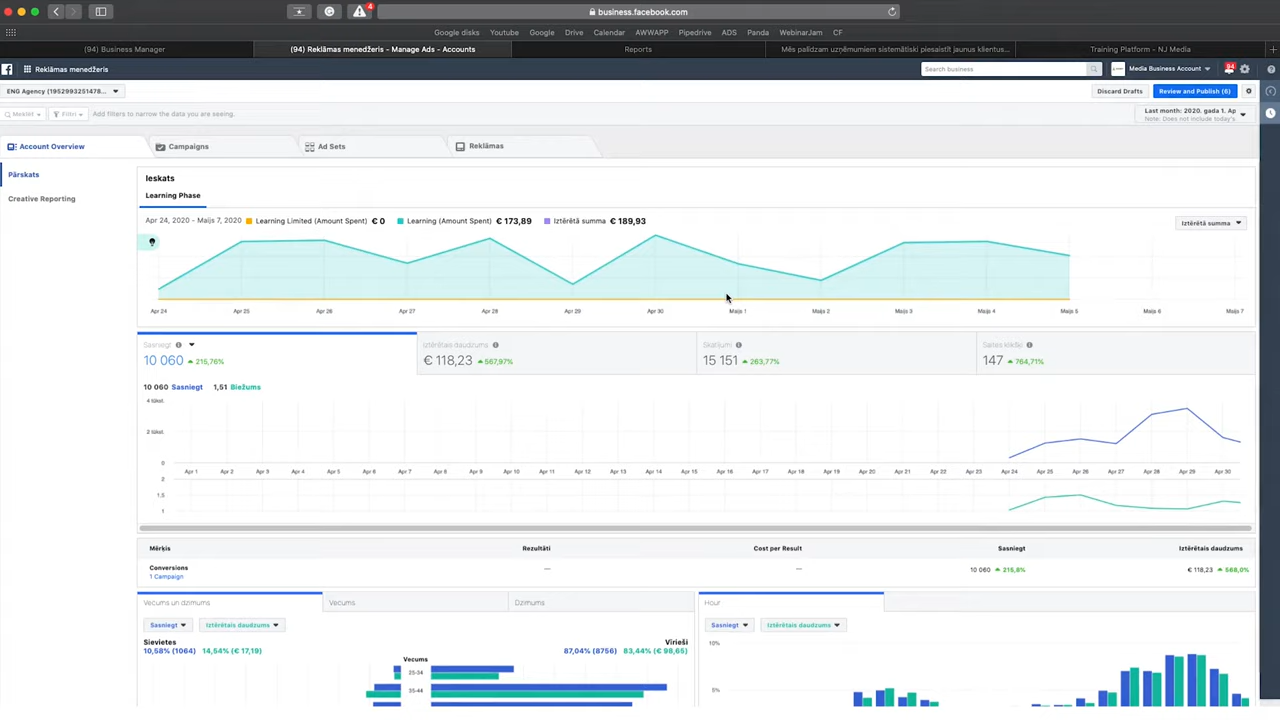 4
business.facebook.com
Google disks Youtube Google Drive Calendar AWWAPP Pipedrive ADS Panda WebinarJam CF
(94) Business Manager
(94) Reklāmas menedžeris - Manage Ads - Accounts
Reports
Mēs palīdzam uzņēmumiem sistemātiski piesaistīt jaunus klientus...
Training Platform - NJ Media
Reklāmas menedžeris
Search business
Media Business Account
94
ENG Agency (1952993251478...
Discard Drafts
Review and Publish (6)
Meklēt
Filtri
Add filters to narrow the data you are seeing.
Last month: 2020. gada 1. Ap
Note: Does not include today's
Account Overview
Campaigns
Ad Sets
Reklāmas
Pārskats
Creative Reporting
Ieskats
Learning Phase
Apr 24, 2020 - Maijs 7, 2020 Learning Limited (Amount Spent) € 0 Learning (Amount Spent) € 173,89 Iztērētā summa € 189,93
Iztērētā summa
Apr 24 Apr 25 Apr 26 Apr 27 Apr 28 Apr 29 Apr 30 Maijs 1 Maijs 2 Maijs 3 Maijs 4 Maijs 5 Maijs 6 Maijs 7
Sasniegt
10 060 215,76%
Iztērētais daudzums
€ 118,23 567,97%
Skatījumi
15 151 263,77%
Saites klikšķi
147 764,71%
10 060 Sasniegt 1,51 Biežums
4 tūkst.
2 tūkst.
0
Apr 1 Apr 2 Apr 3 Apr 4 Apr 5 Apr 6 Apr 7 Apr 8 Apr 9 Apr 10 Apr 11 Apr 12 Apr 13 Apr 14 Apr 15 Apr 16 Apr 17 Apr 18 Apr 19 Apr 20 Apr 21 Apr 22 Apr 23 Apr 24 Apr 25 Apr 26 Apr 27 Apr 28 Apr 29 Apr 30
2
1,5
1
Mērķis Rezultāti Cost per Result Sasniegt Iztērētais daudzums
Conversions — — 10 060 215,8% € 118,23 568,0%
1 Campaign
Vecums un dzimums
Vecums
Dzimums
Sasniegt
Iztērētais daudzums
Sievietes
10,58% (1064) 14,54% (€ 17,19)
Vīrieši
87,04% (8756) 83,44% (€ 98,65)
Vecums
25-34
35-44
Hour
Sasniegt
Iztērētais daudzums
10%
5%